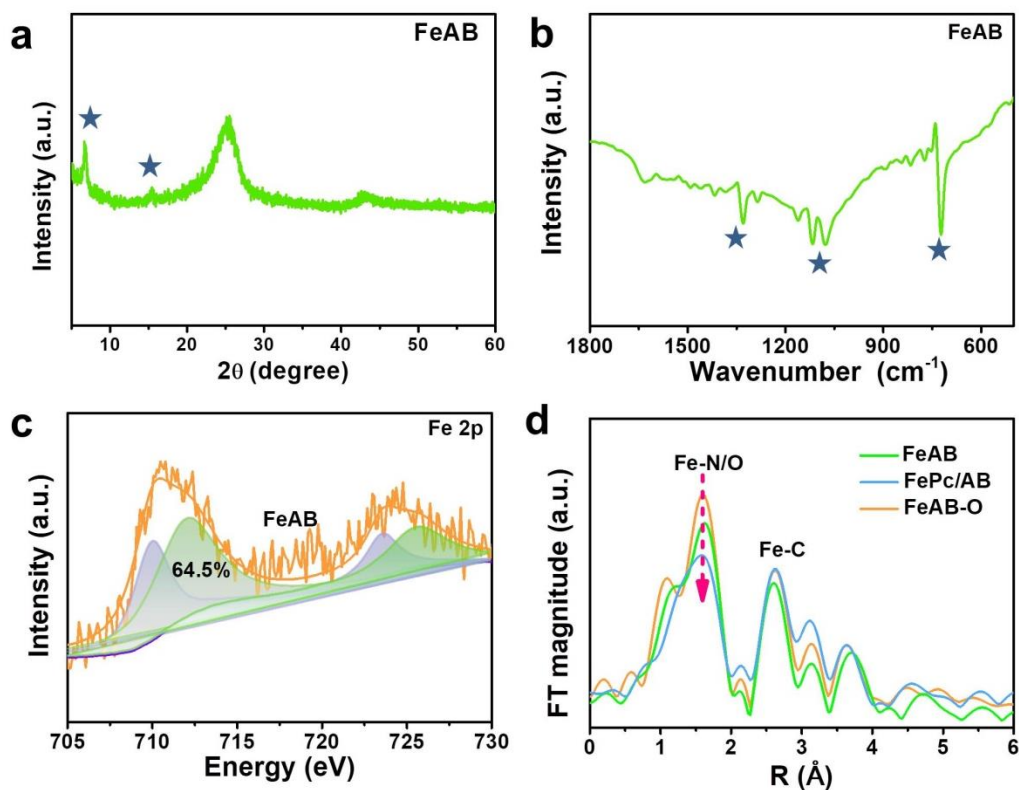 a
FeAB
Intensity (a.u.)
10 20 30 40 50 60
2θ (degree)
b
FeAB
Intensity (a.u.)
1800 1500 1200 900 600
Wavenumber (cm⁻¹)
c
Fe 2p
FeAB
64.5%
Intensity (a.u.)
705 710 715 720 725 730
Energy (eV)
d
Fe-N/O
Fe-C
FeAB
FePc/AB
FeAB-O
FT magnitude (a.u.)
0 1 2 3 4 5 6
R (Å)